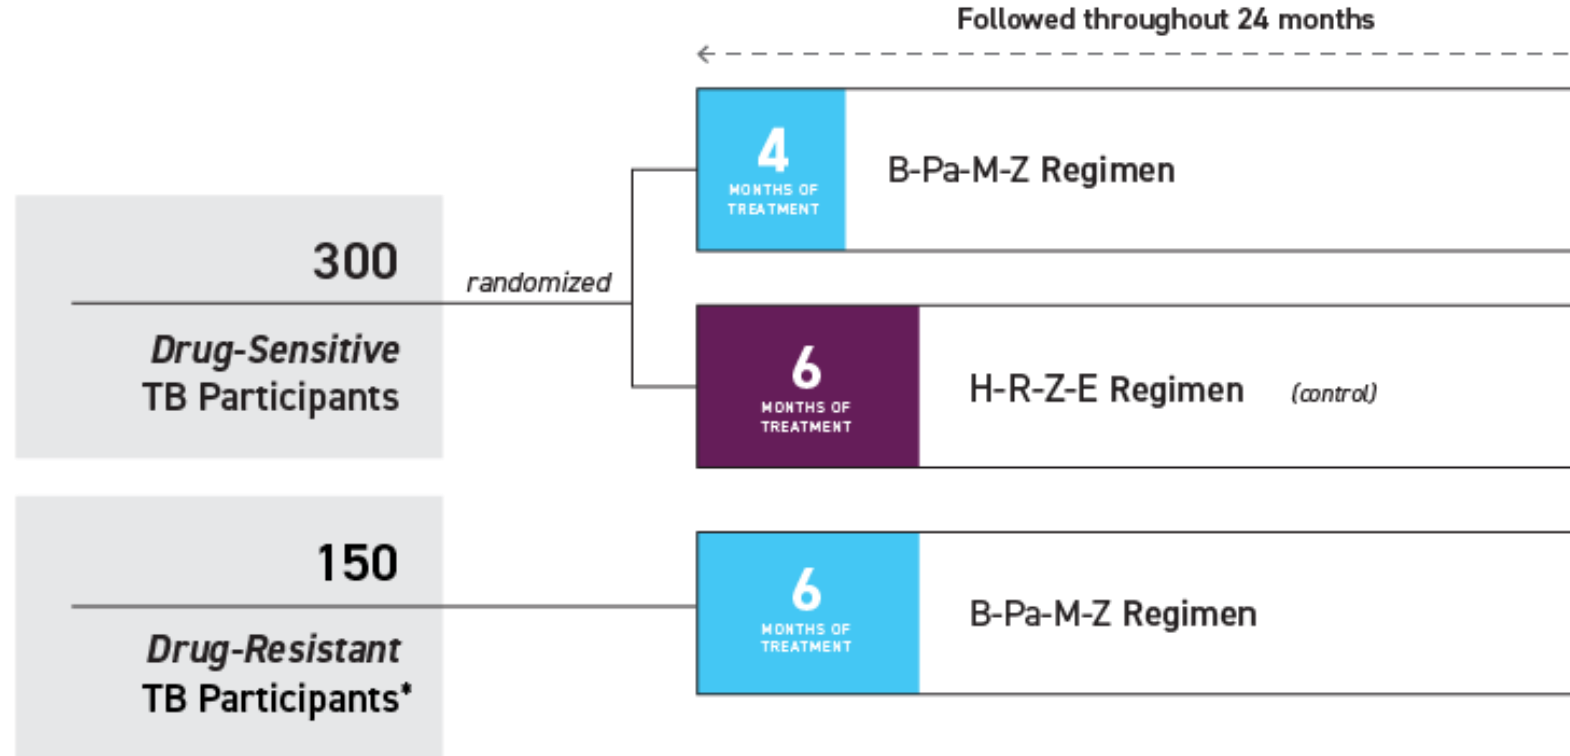 Followed throughout 24 months
4
MONTHS OF
TREATMENT
B-Pa-M-Z Regimen
300
randomized
Drug-Sensitive
TB Participants
6
MONTHS OF
TREATMENT
H-R-Z-E Regimen (control)
150
Drug-Resistant
TB Participants*
6
MONTHS OF
TREATMENT
B-Pa-M-Z Regimen